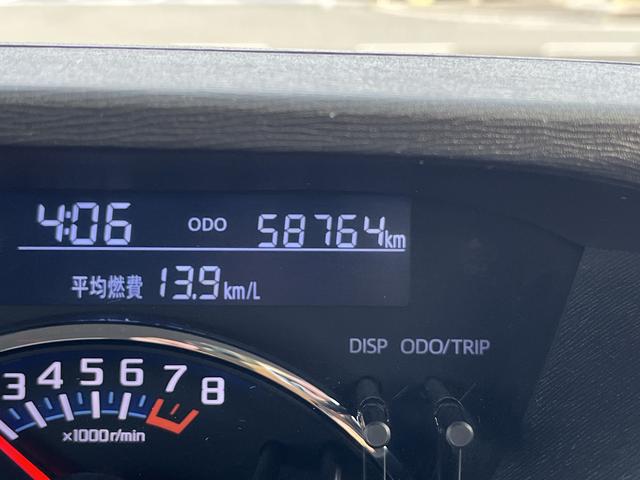 4:06 ODO 58764km
平均燃費 13.9km/L
DISP ODO/TRIP
3 4 5 6 7 8
×1000r/min